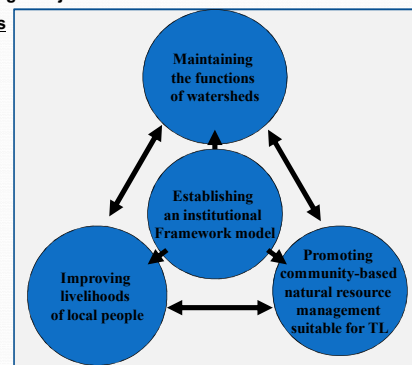 s
Maintaining
the functions
of watersheds
Establishing
an institutional
Framework model
Improving
livelihoods
of local people
Promoting
community-based
natural resource
management
suitable for TL